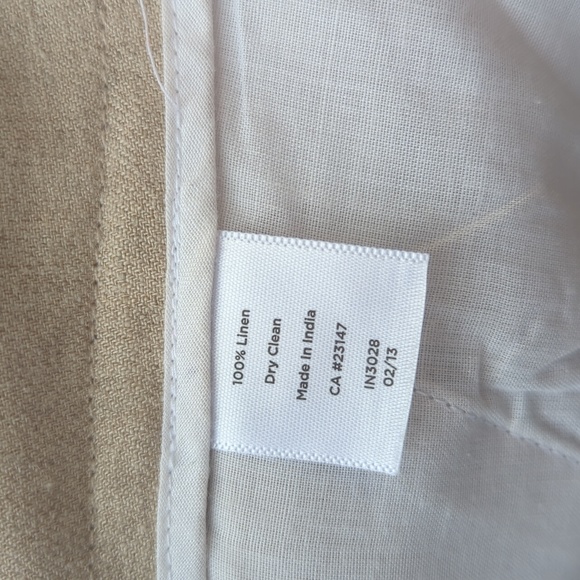 100% Linen
Dry Clean
Made In India
CA #23147
IN3028
02/13